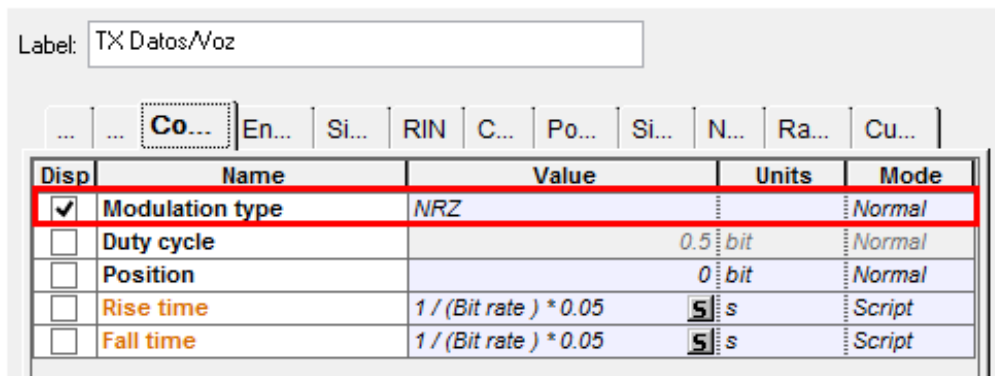 Label: TX Datos/Voz
... ... Co... En... Si... RIN C... Po... Si... N... Ra... Cu...
Disp Name Value Units Mode
Modulation type NRZ Normal
Duty cycle 0.5 bit Normal
Position 0 bit Normal
Rise time 1 / (Bit rate ) * 0.05 S s Script
Fall time 1 / (Bit rate ) * 0.05 S s Script